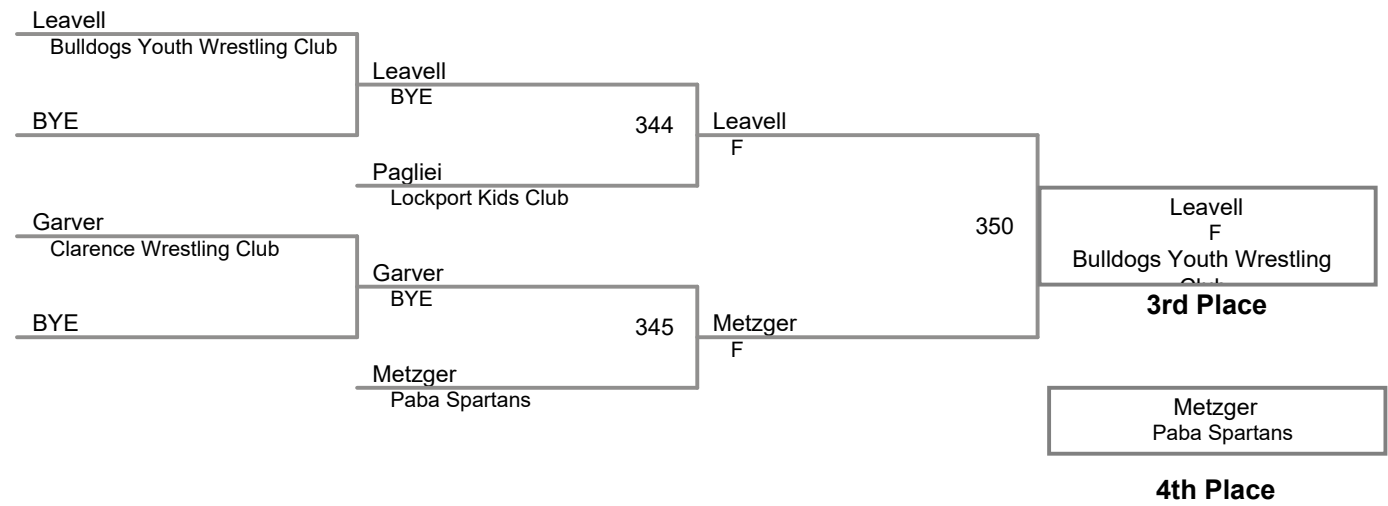 Leavell
Bulldogs Youth Wrestling Club
Leavell
BYE
BYE
344
Leavell
F
Pagliei
Lockport Kids Club
Garver
Clarence Wrestling Club
350
Leavell
F
Bulldogs Youth Wrestling
3rd Place
Garver
BYE
BYE
345
Metzger
F
Metzger
Paba Spartans
Metzger
Paba Spartans
4th Place